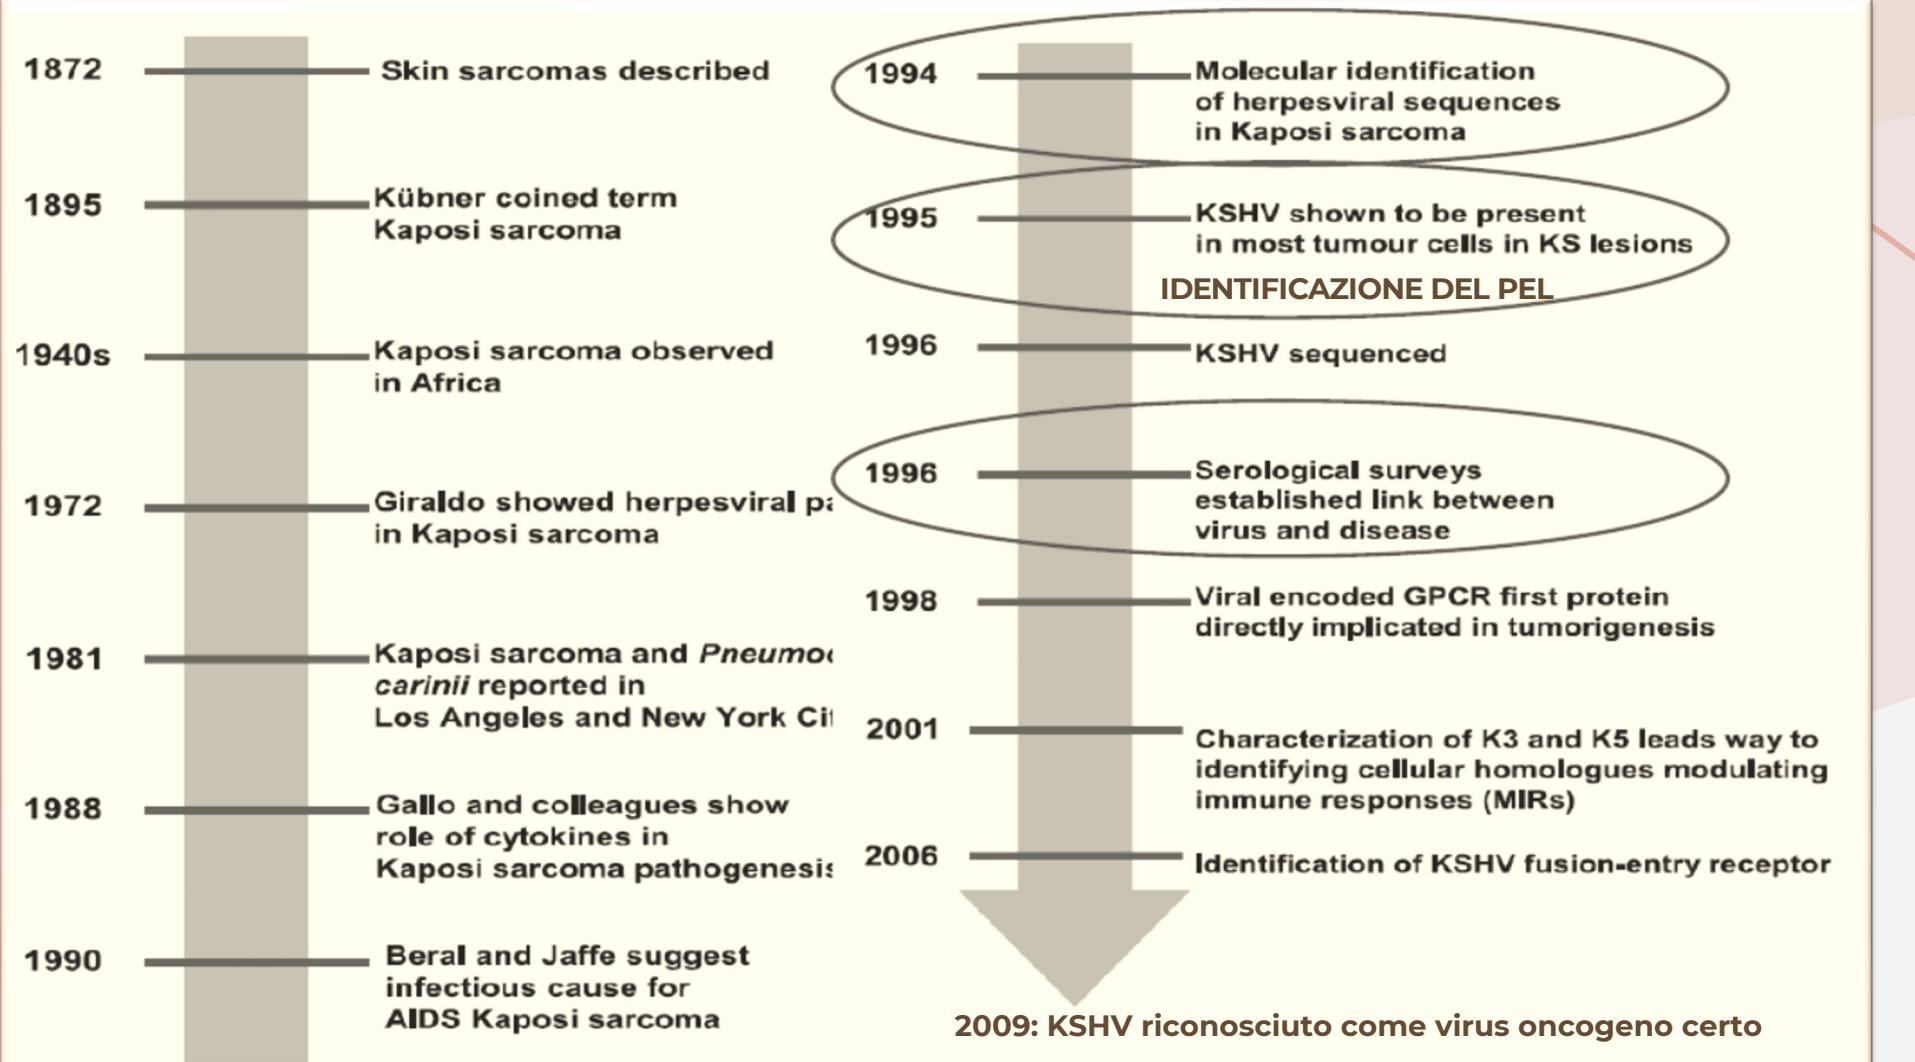 1872
Skin sarcomas described
1895
Kübner coined term
Kaposi sarcoma
1940s
Kaposi sarcoma observed
in Africa
1972
Giraldo showed herpesviral
in Kaposi sarcoma
1981
Kaposi sarcoma and
carinii reported in
Los Angeles and New York
1988
Gallo and colleagues show
role of cytokines in
Kaposi sarcoma pathogenesis
1990
Beral and Jaffe suggest
infectious cause for
AIDS Kaposi sarcoma
1994
Molecular identification
of herpesviral sequences
in Kaposi sarcoma
1995
KSHV shown to be present
in most tumour cells in KS lesions
IDENTIFICAZIONE DEL PEL
1996
KSHV sequenced
1996
Serological surveys
established link between
virus and disease
1998
Viral encoded GPCR first protein
directly implicated in tumorigenesis
2001
Characterization of K3 and K5 leads way to
identifying cellular homologues modulating
immune responses (MIRs)
2006
Identification of KSHV fusion-entry receptor
2009: KSHV riconosciuto come virus oncogeno certo